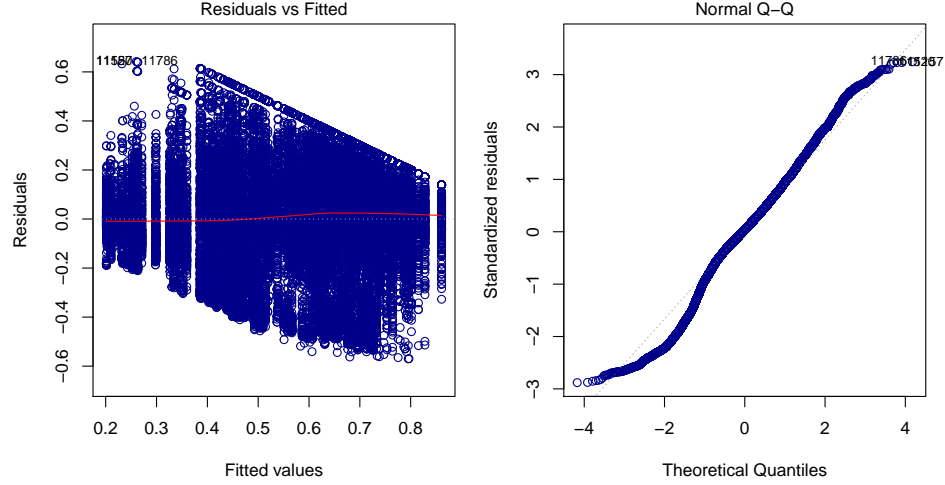 Residuals vs Fitted
11786
0.6
0.4
0.2
0.0
−0.2
−0.4
−0.6
Residuals
0.2 0.3 0.4 0.5 0.6 0.7 0.8
Fitted values
Normal Q−Q
3
2
1
0
−1
−2
−3
Standardized residuals
−4 −2 0 2 4
Theoretical Quantiles